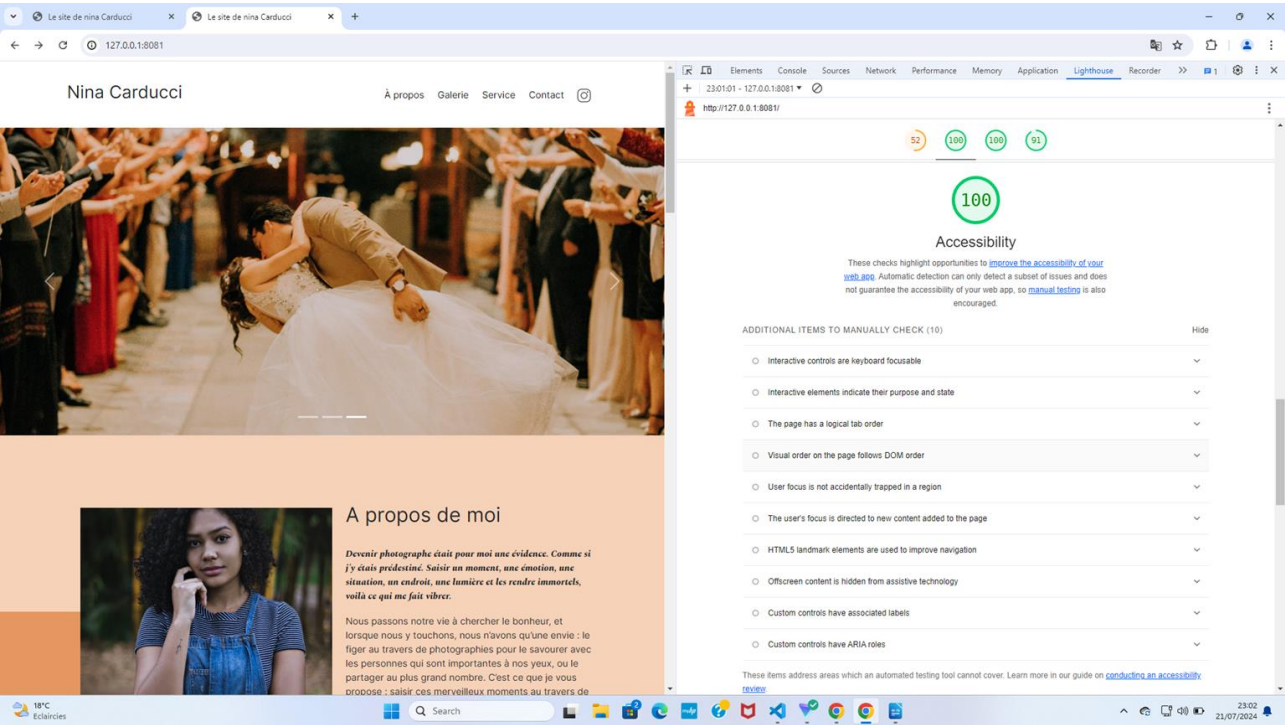 Le site de nina Carducci
Le site de nina Carducci
127.0.0.1:8081
Nina Carducci
À propos Galerie Service Contact
A propos de moi
Devenir photographe était pour moi une évidence. Comme si
j'y étais prédestiné. Saisir un moment, une émotion, une
situation, un endroit, une lumière et les rendre immortels,
voilà ce qui me fait vibrer.
Nous passons notre vie à chercher le bonheur, et
lorsque nous y touchons, nous n'avons qu'une envie : le
figer au travers de photographies pour le savourer avec
les personnes qui sont importantes à nos yeux, ou le
partager au plus grand nombre. C'est ce que je vous
propose : saisir ces merveilleux moments au travers de
Elements Console Sources Network Performance Memory Application Lighthouse Recorder 1
23:01:01 - 127.0.0.1:8081
http://127.0.0.1:8081/
52 100 100 91
100
Accessibility
These checks highlight opportunities to improve the accessibility of your
web app. Automatic detection can only detect a subset of issues and does
not guarantee the accessibility of your web app, so manual testing is also
encouraged.
ADDITIONAL ITEMS TO MANUALLY CHECK (10) Hide
Interactive controls are keyboard focusable
Interactive elements indicate their purpose and state
The page has a logical tab order
Visual order on the page follows DOM order
User focus is not accidentally trapped in a region
The user's focus is directed to new content added to the page
HTML5 landmark elements are used to improve navigation
Offscreen content is hidden from assistive technology
Custom controls have associated labels
Custom controls have ARIA roles
These items address areas which an automated testing tool cannot cover. Learn more in our guide on conducting an accessibility
review.
18°C
Eclaircies
Search
2
23:02
21/07/2024